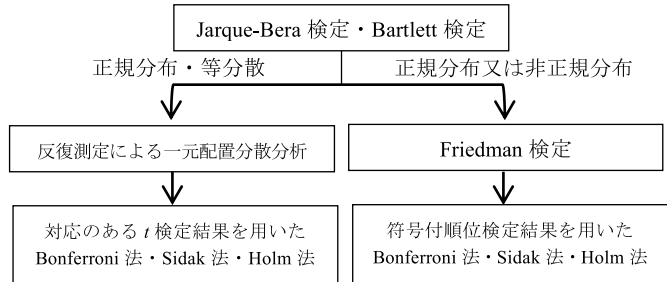 Jarque-Bera 検定・Bartlett 検定
正規分布・等分散
正規分布又は非正規分布
反復測定による一元配置分散分析
Friedman 検定
対応のある t 検定結果を用いた
Bonferroni 法・Sidak 法・Holm 法
符号付順位検定結果を用いた
Bonferroni 法・Sidak 法・Holm 法